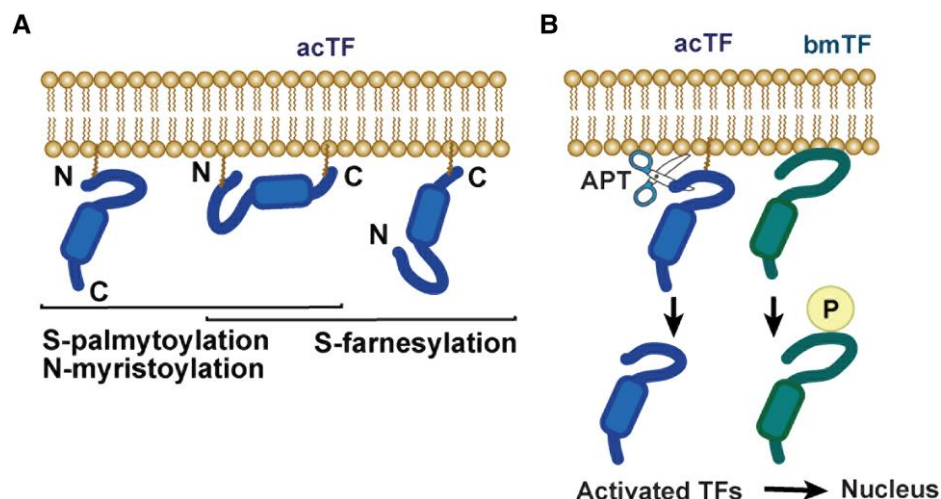 A
acTF
N
C
N
C
C
N
S-palmytoylation
N-myristoylation
S-farnesylation
B
acTF
bmTF
APT
P
Activated TFs
Nucleus